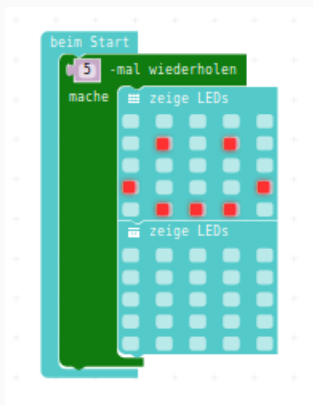 beim Start
5 -mal wiederholen
mache
zeige LEDs
zeige LEDs